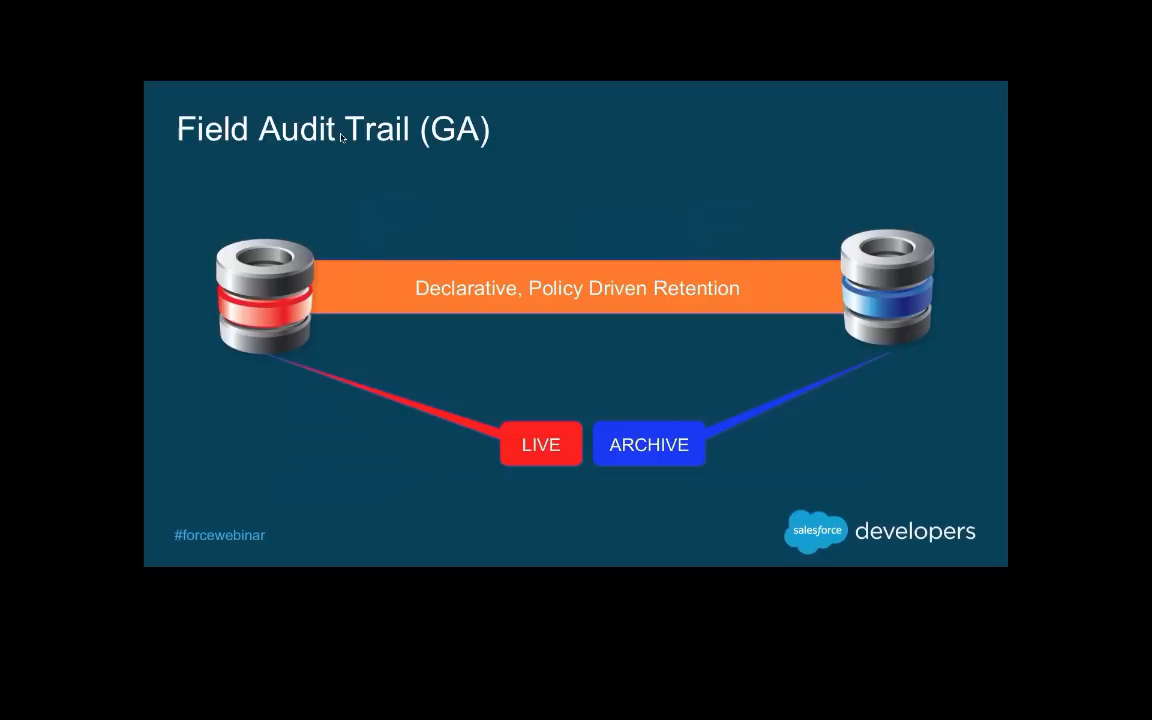 Field Audit Trail (GA)
Declarative, Policy Driven Retention
LIVE
ARCHIVE
#forcewebinar
salesforce
developers